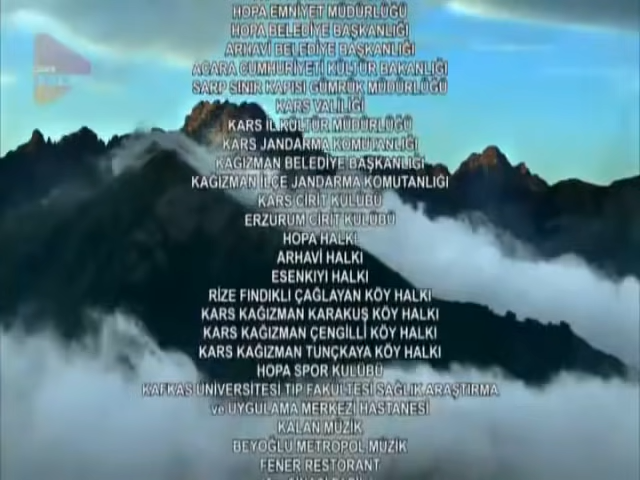 HOPA EMNİYET MÜDÜRLÜĞÜ
HOPA BELEDİYE BAŞKANLIĞI
ARHAVİ BELEDİYE BAŞKANLIĞI
ACARA CUMHURİYETİ KÜLTÜR BAKANLIĞI
SARP SINIR KAPISI GÜMRÜK MÜDÜRLÜĞÜ
KARS VALİLİĞİ
KARS İL KÜLTÜR MÜDÜRLÜĞÜ
KARS JANDARMA KOMUTANLIĞI
KAĞIZMAN BELEDİYE BAŞKANLIĞI
KAĞIZMAN İLÇE JANDARMA KOMUTANLIĞI
KARS CİRİT KULÜBÜ
ERZURUM CİRİT KULÜBÜ
HOPA HALKI
ARHAVİ HALKI
ESENKIYI HALKI
RİZE FINDIKLI ÇAĞLAYAN KÖY HALKI
KARS KAĞIZMAN KARAKUŞ KÖY HALKI
KARS KAĞIZMAN ÇENGİLLİ KÖY HALKI
KARS KAĞIZMAN TUNÇKAYA KÖY HALKI
HOPA SPOR KULÜBÜ
KAFKAS ÜNİVERSİTESİ TIP FAKÜLTESİ SAĞLIK ARAŞTIRMA
ve UYGULAMA MERKEZİ HASTANESİ
KALAN MÜZİK
BEYOĞLU METROPOL MÜZİK
FENER RESTORANT